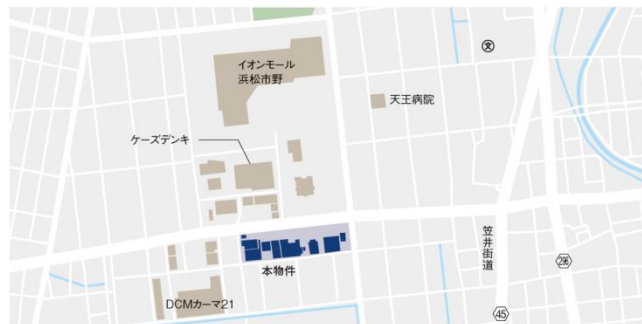 イオンモール
浜松市野
天王病院
ケーズデンキ
本物件
笠井街道
DCMカーマ21
296
45
文